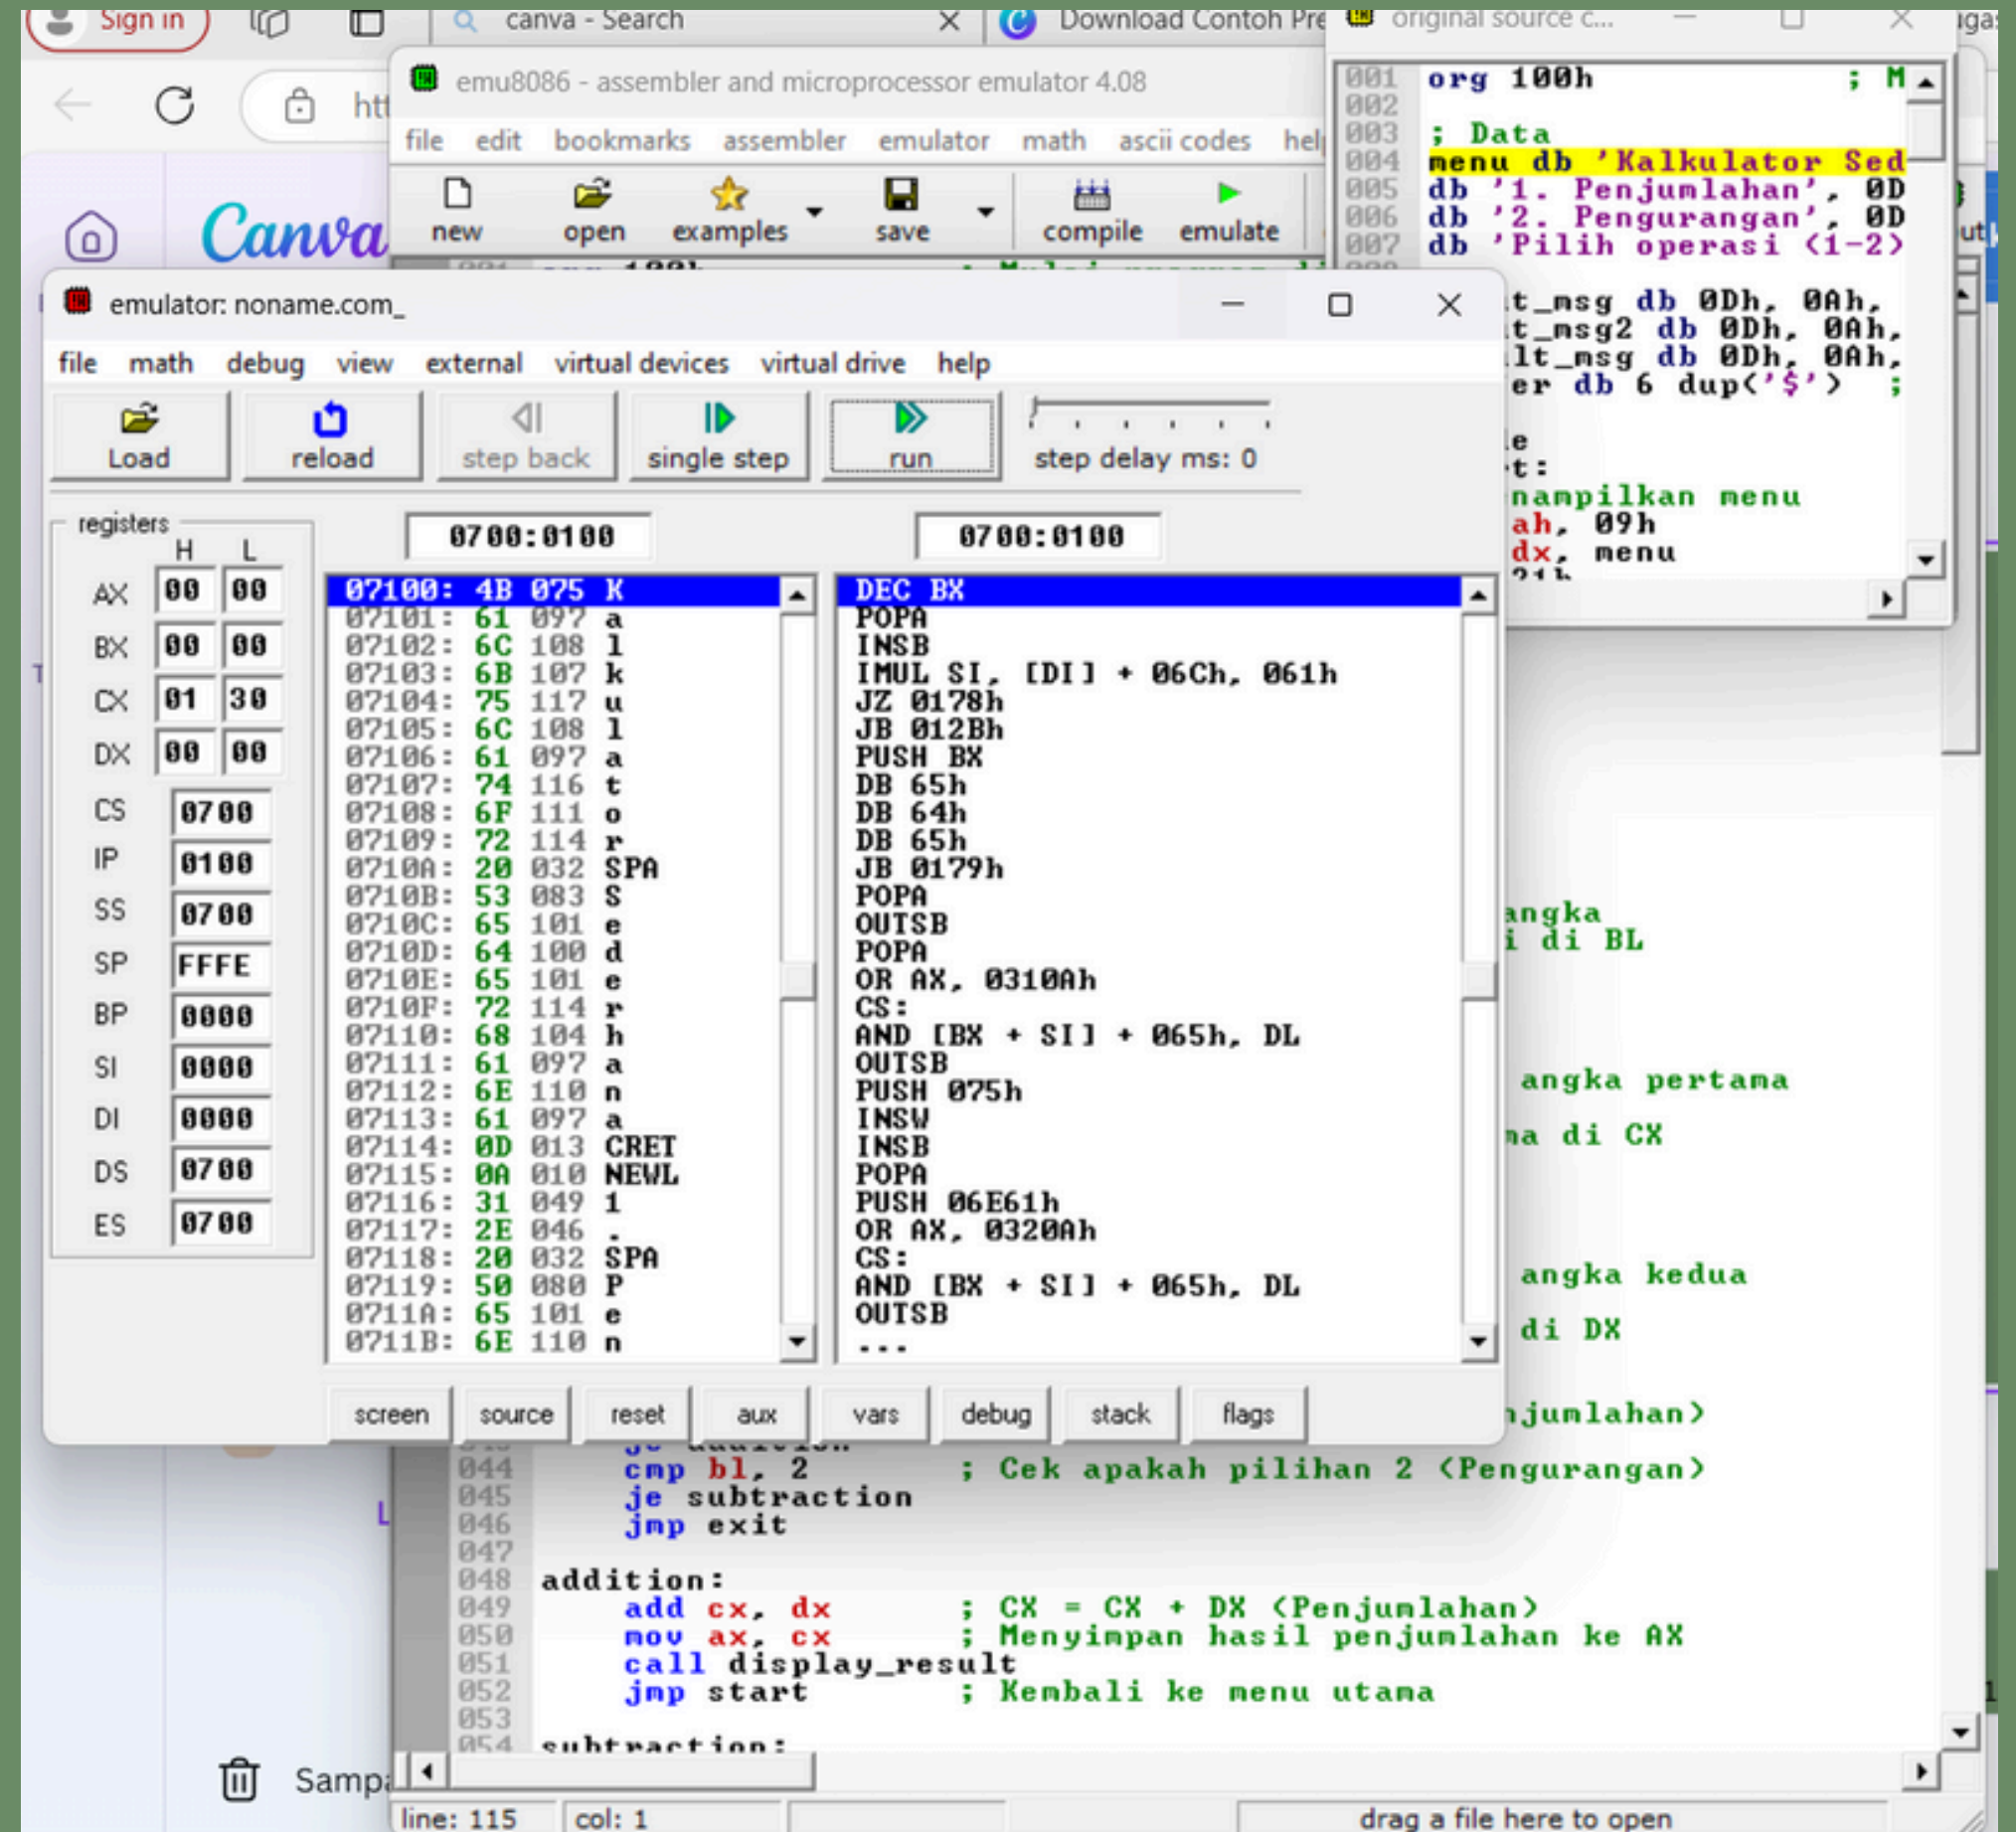 Sign in
canva - Search
Download Contoh Pre
original source c...
emu8086 - assembler and microprocessor emulator 4.08
file edit bookmarks assembler emulator math ascii codes help
new open examples save compile emulate
Canva
001 org 100h ; M
002
003 ; Data
004 menu db 'Kalkulator Sed
005 db '1. Penjumlahan', 0D
006 db '2. Pengurangan', 0D
007 db 'Pilih operasi (1-2)
t_msg db 0Dh, 0Ah,
t_msg2 db 0Dh, 0Ah,
lt_msg db 0Dh, 0Ah,
er db 6 dup('$') ;
e
t:
nampilkan menu
ah, 09h
dx, menu
21h
emulator: noname.com_
file math debug view external virtual devices virtual drive help
Load reload step back single step run step delay ms: 0
registers
H L
AX 00 00
BX 00 00
CX 01 30
DX 00 00
CS 0700
IP 0100
SS 0700
SP FFFE
BP 0000
SI 0000
DI 0000
DS 0700
ES 0700
0700:0100
07100: 4B 075 K
07101: 61 097 a
07102: 6C 108 l
07103: 6B 107 k
07104: 75 117 u
07105: 6C 108 l
07106: 61 097 a
07107: 74 116 t
07108: 6F 111 o
07109: 72 114 r
0710A: 20 032 SPA
0710B: 53 083 S
0710C: 65 101 e
0710D: 64 100 d
0710E: 65 101 e
0710F: 72 114 r
07110: 68 104 h
07111: 61 097 a
07112: 6E 110 n
07113: 61 097 a
07114: 0D 013 CRET
07115: 0A 010 NEWL
07116: 31 049 1
07117: 2E 046 .
07118: 20 032 SPA
07119: 50 080 P
0711A: 65 101 e
0711B: 6E 110 n
0700:0100
DEC BX
POPA
INSB
IMUL SI, [DI] + 06Ch, 061h
JZ 0178h
JB 012Bh
PUSH BX
DB 65h
DB 64h
DB 65h
JB 0179h
POPA
OUTSB
POPA
OR AX, 0310Ah
CS:
AND [BX + SI] + 065h, DL
OUTSB
PUSH 075h
INSW
INSB
POPA
PUSH 06E61h
OR AX, 0320Ah
CS:
AND [BX + SI] + 065h, DL
OUTSB
...
screen source reset aux vars debug stack flags
angka
i di BL
angka pertama
ma di CX
angka kedua
di DX
njumlahan)
044 cmp bl, 2 ; Cek apakah pilihan 2 (Pengurangan)
045 je subtraction
046 jmp exit
047
048 addition:
049 add cx, dx ; CX = CX + DX (Penjumlahan)
050 mov ax, cx ; Menyimpan hasil penjumlahan ke AX
051 call display_result
052 jmp start ; Kembali ke menu utama
053
054 subtraction:
Sampa
line: 115 col: 1 drag a file here to open